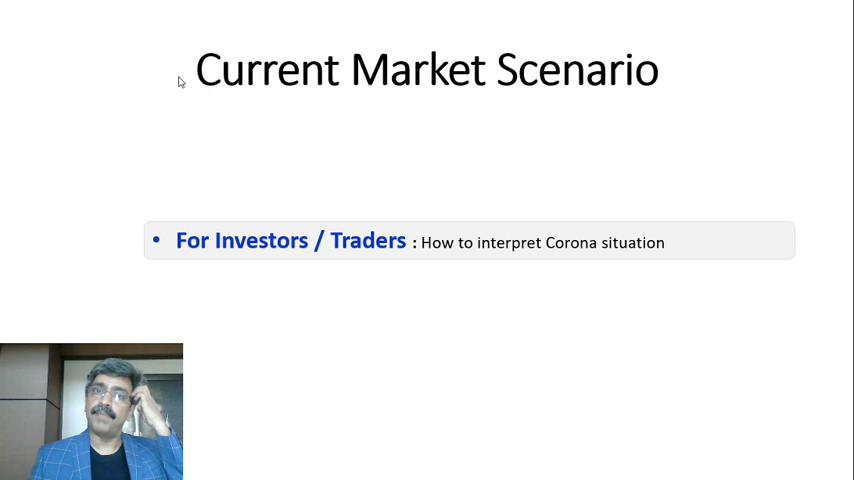 Current Market Scenario
• For Investors / Traders : How to interpret Corona situation